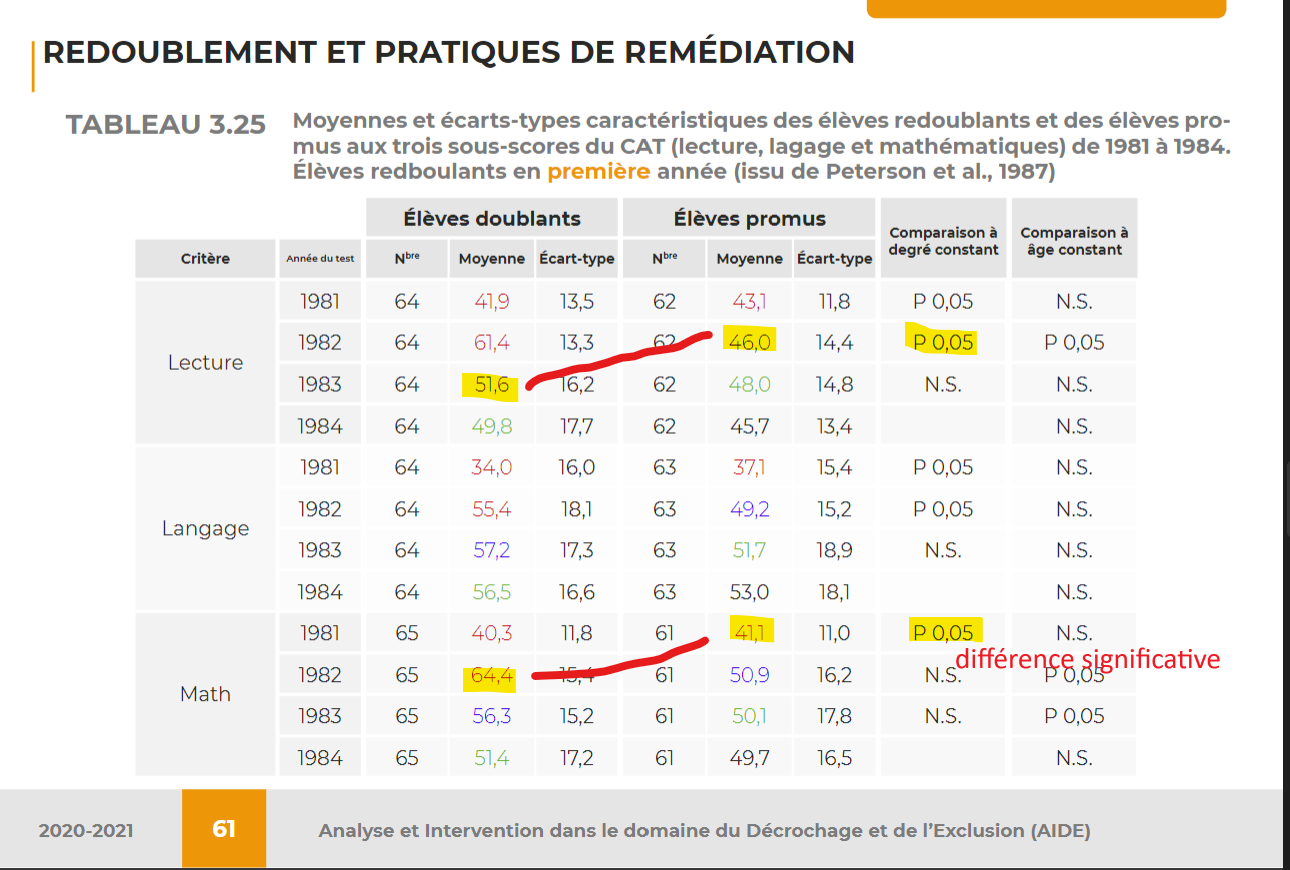 REDOUBLEMENT ET PRATIQUES DE REMÉDIATION
TABLEAU 3.25
Moyennes et écarts-types caractéristiques des élèves redoublants et des élèves pro-
mus aux trois sous-scores du CAT (lecture, lagage et mathématiques) de 1981 à 1984.
Élèves redboulants en première année (issu de Peterson et al., 1987)
Élèves doublants Élèves promus Comparaison à degré constant Comparaison à âge constant
Critère Année du test Nbre Moyenne Écart-type Nbre Moyenne Écart-type
Lecture
1981 64 41,9 13,5 62 43,1 11,8 P 0,05 N.S.
1982 64 61,4 13,3 62 46,0 14,4 P 0,05 P 0,05
1983 64 51,6 16,2 62 48,0 14,8 N.S. N.S.
1984 64 49,8 17,7 62 45,7 13,4 N.S.
Langage
1981 64 34,0 16,0 63 37,1 15,4 P 0,05 N.S.
1982 64 55,4 18,1 63 49,2 15,2 P 0,05 N.S.
1983 64 57,2 17,3 63 51,7 18,9 N.S. N.S.
1984 64 56,5 16,6 63 53,0 18,1 N.S.
Math
1981 65 40,3 11,8 61 41,1 11,0 P 0,05 N.S.
différence significative
1982 65 64,4 15,4 61 50,9 16,2 N.S. P 0,05
1983 65 56,3 15,2 61 50,1 17,8 N.S. P 0,05
1984 65 51,4 17,2 61 49,7 16,5 N.S.
2020-2021 61 Analyse et Intervention dans le domaine du Décrochage et de l'Exclusion (AIDE)